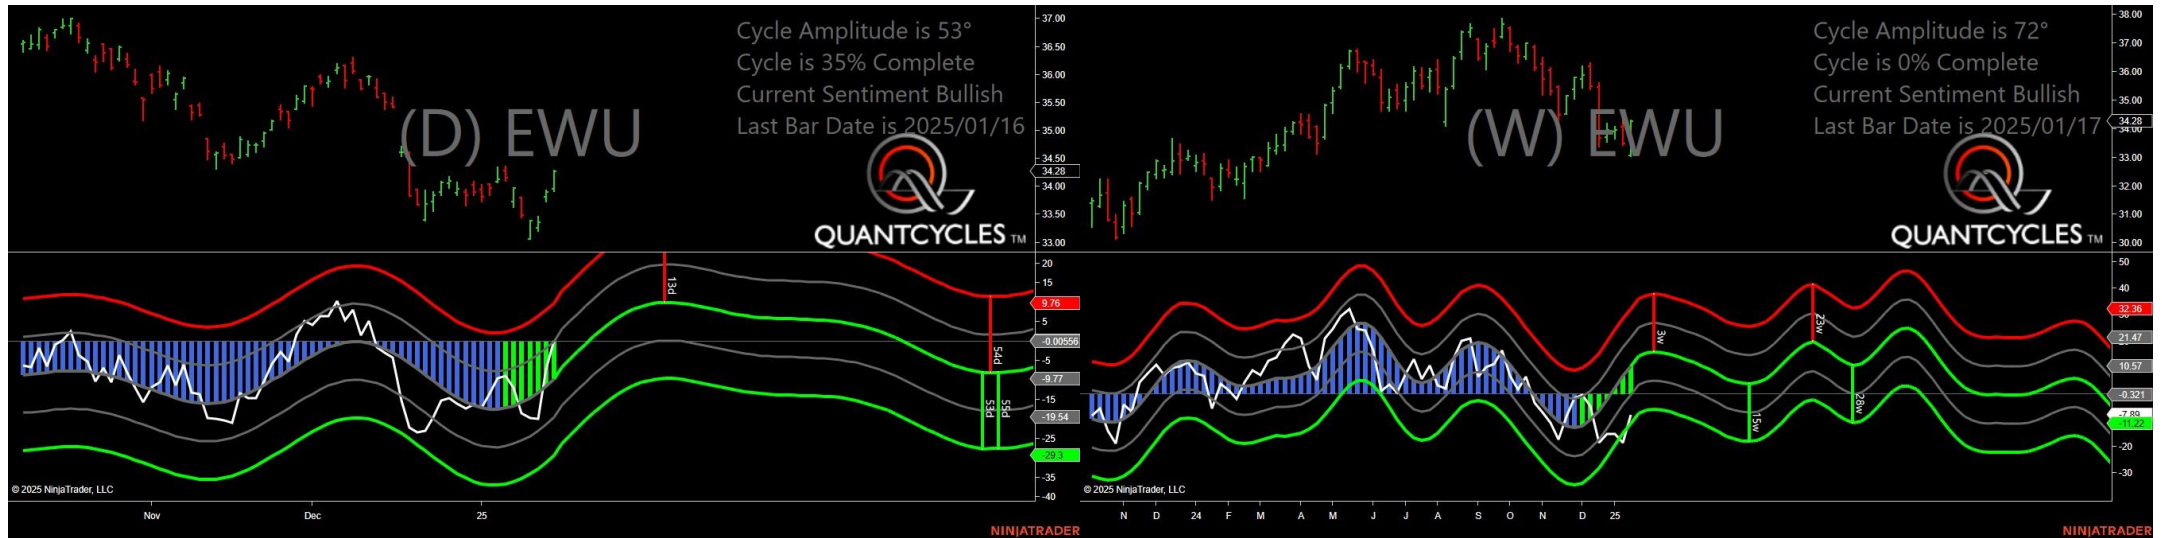 Cycle Amplitude is 53°
Cycle is 35% Complete
Current Sentiment Bullish
Last Bar Date is 2025/01/16
(D) EWU
QUANTCYCLES TM
37.00
36.50
36.00
35.50
35.00
34.50
34.28
34.00
33.50
33.00
20
15
9.76
5
-0.00556
-5
-9.77
-15
-19.54
-25
-29.3
-35
-40
13d
54d
53d
55d
© 2025 NinjaTrader, LLC
Nov
Dec
25
NINJATRADER
Cycle Amplitude is 72°
Cycle is 0% Complete
Current Sentiment Bullish
Last Bar Date is 2025/01/17
(W) EWU
QUANTCYCLES TM
38.00
37.00
36.00
35.00
34.28
34.00
33.00
32.00
31.00
30.00
50
40
32.36
30
21.47
10.57
-0.321
-7.89
-11.22
-20
-30
3w
23w
15w
28w
© 2025 NinjaTrader, LLC
N
D
24
F
M
A
M
J
J
A
S
O
N
D
25
NINJATRADER